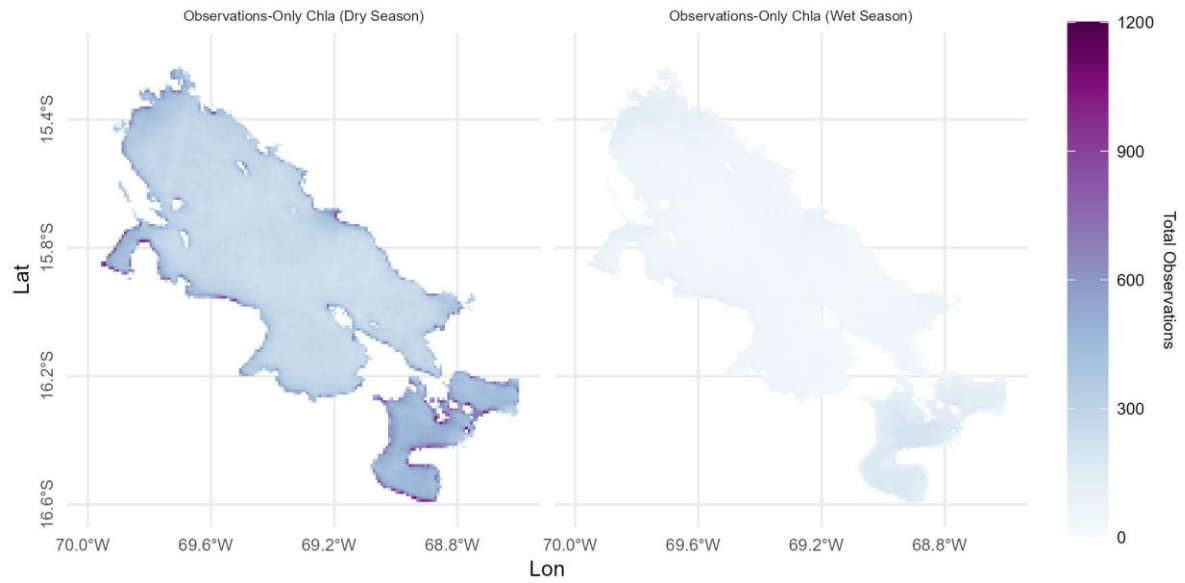 Observations-Only Chla (Dry Season)
Observations-Only Chla (Wet Season)
1200
900
600
300
0
Total Observations
Lat
15.4°S
15.8°S
16.2°S
16.6°S
70.0°W 69.6°W 69.2°W 68.8°W
70.0°W 69.6°W 69.2°W 68.8°W
Lon